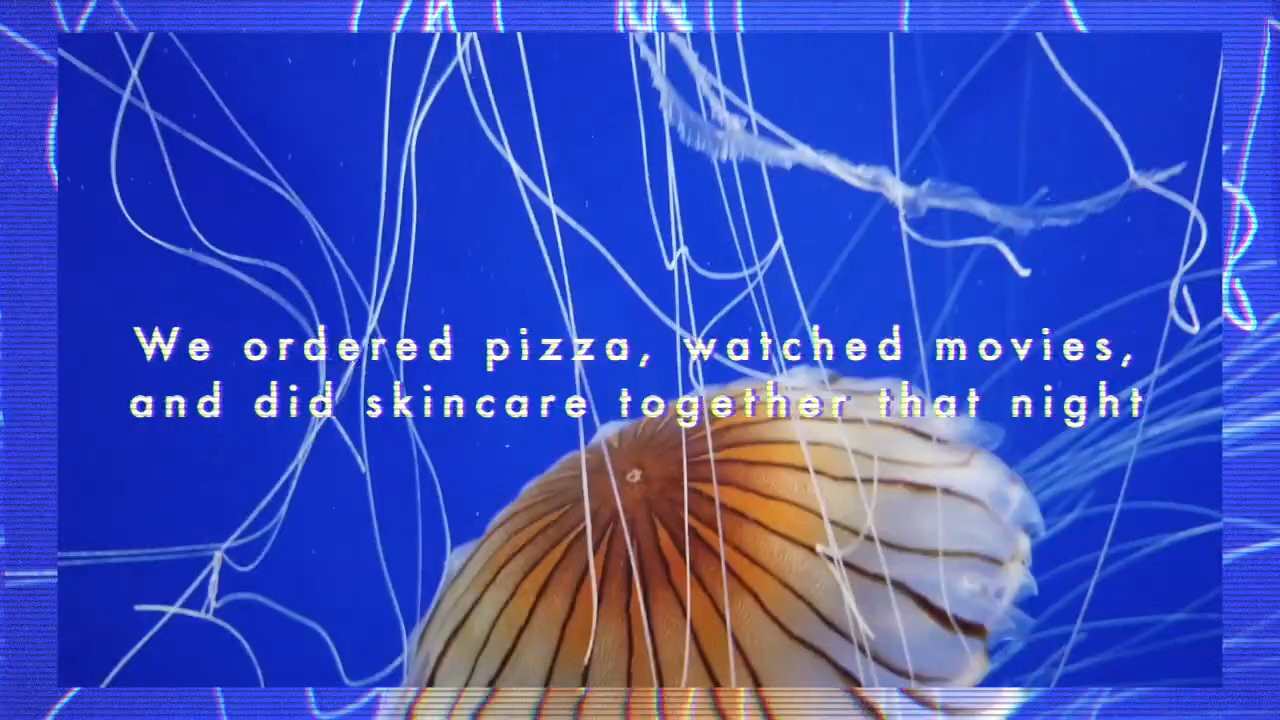 We ordered pizza, watched movies,
and did skincare together that night